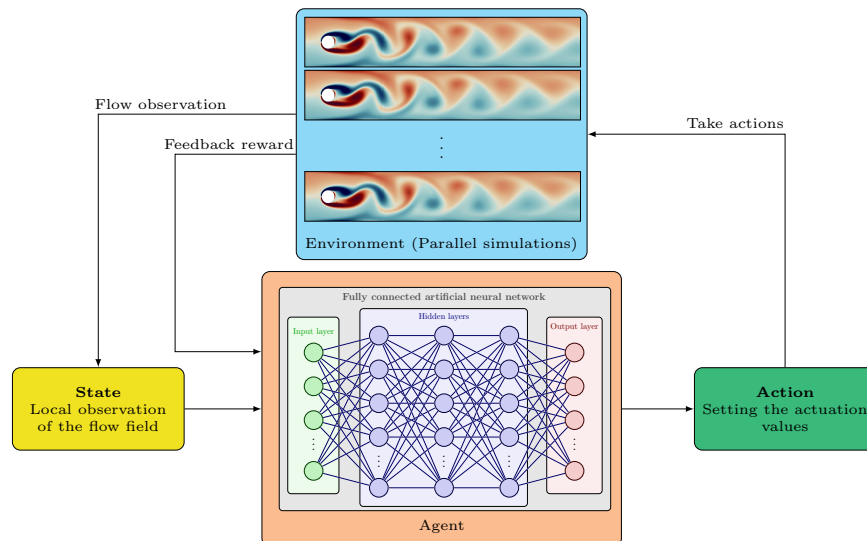 Flow observation
Feedback reward
Take actions
Environment (Parallel simulations)
Fully connected artificial neural network
Input layer
Hidden layers
Output layer
State
Local observation
of the flow field
Action
Setting the actuation
values
Agent